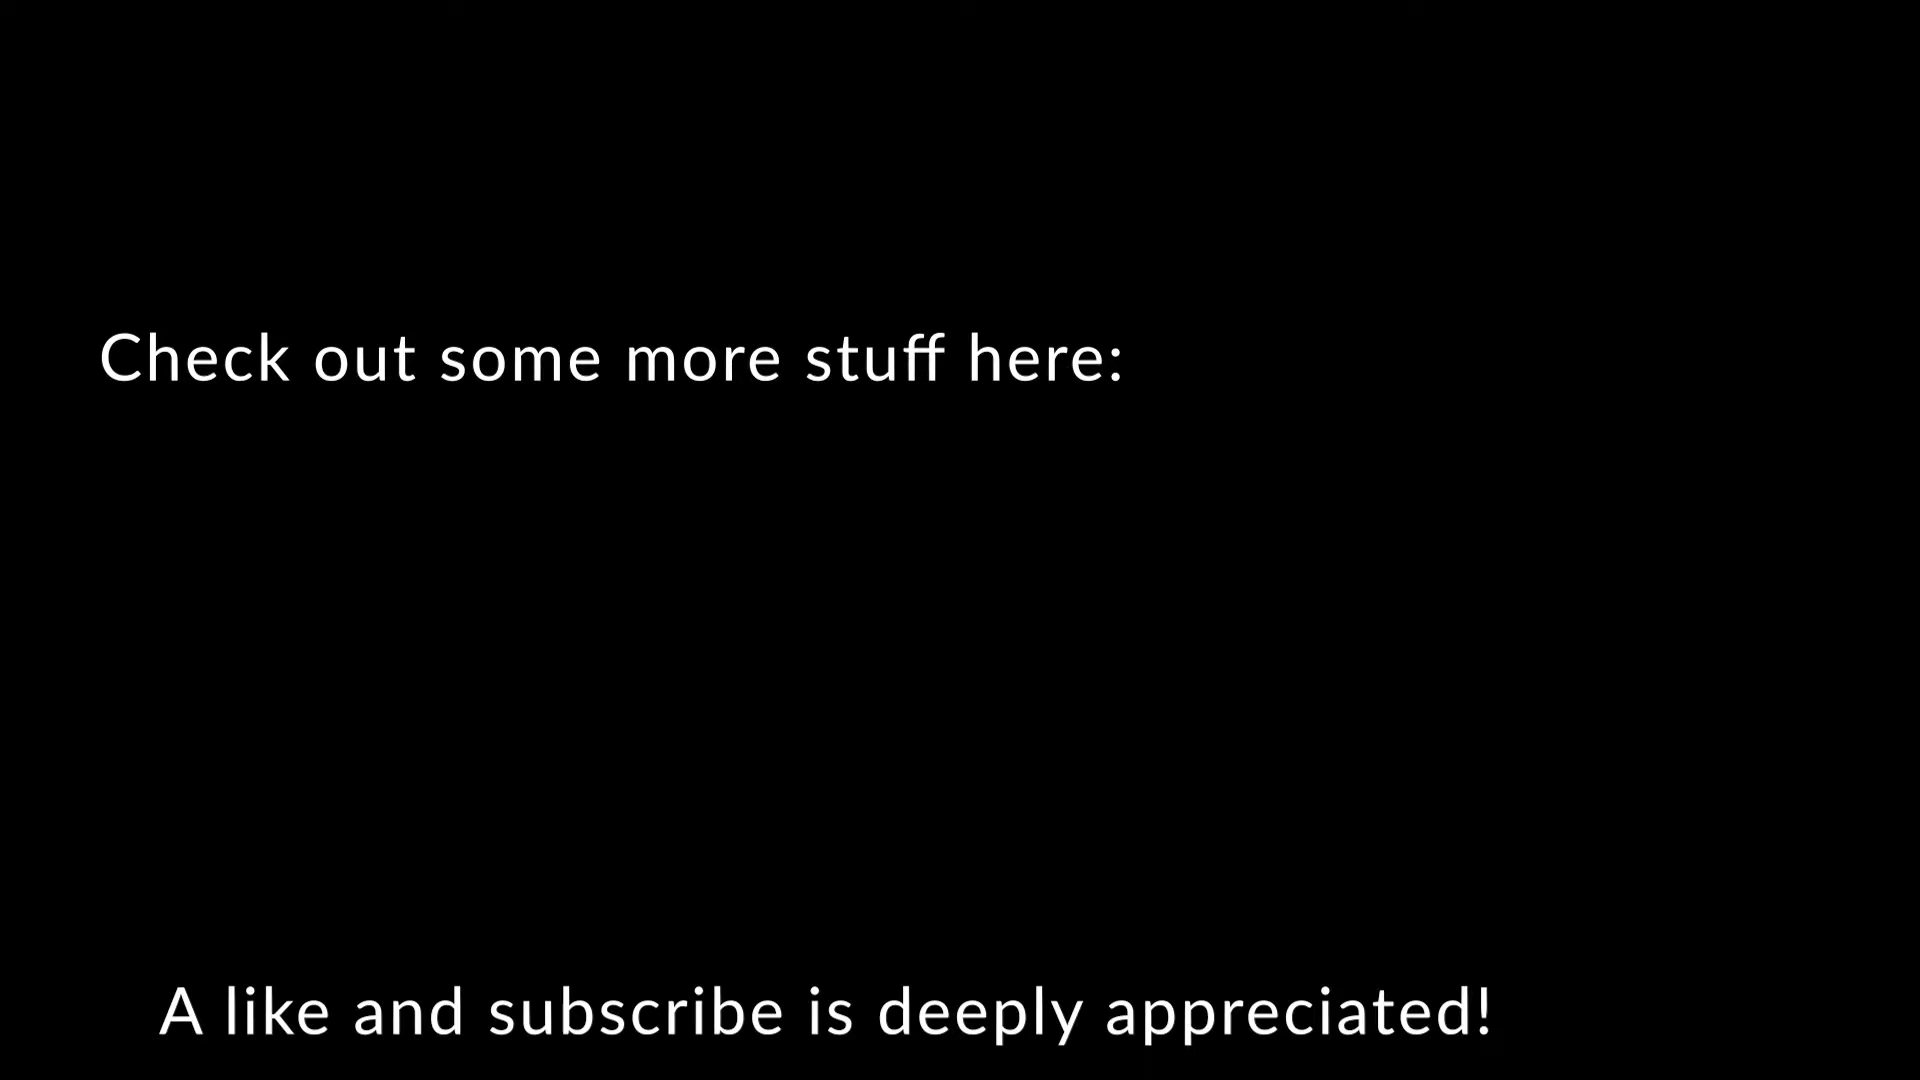 Check out some more stuff here:
A like and subscribe is deeply appreciated!